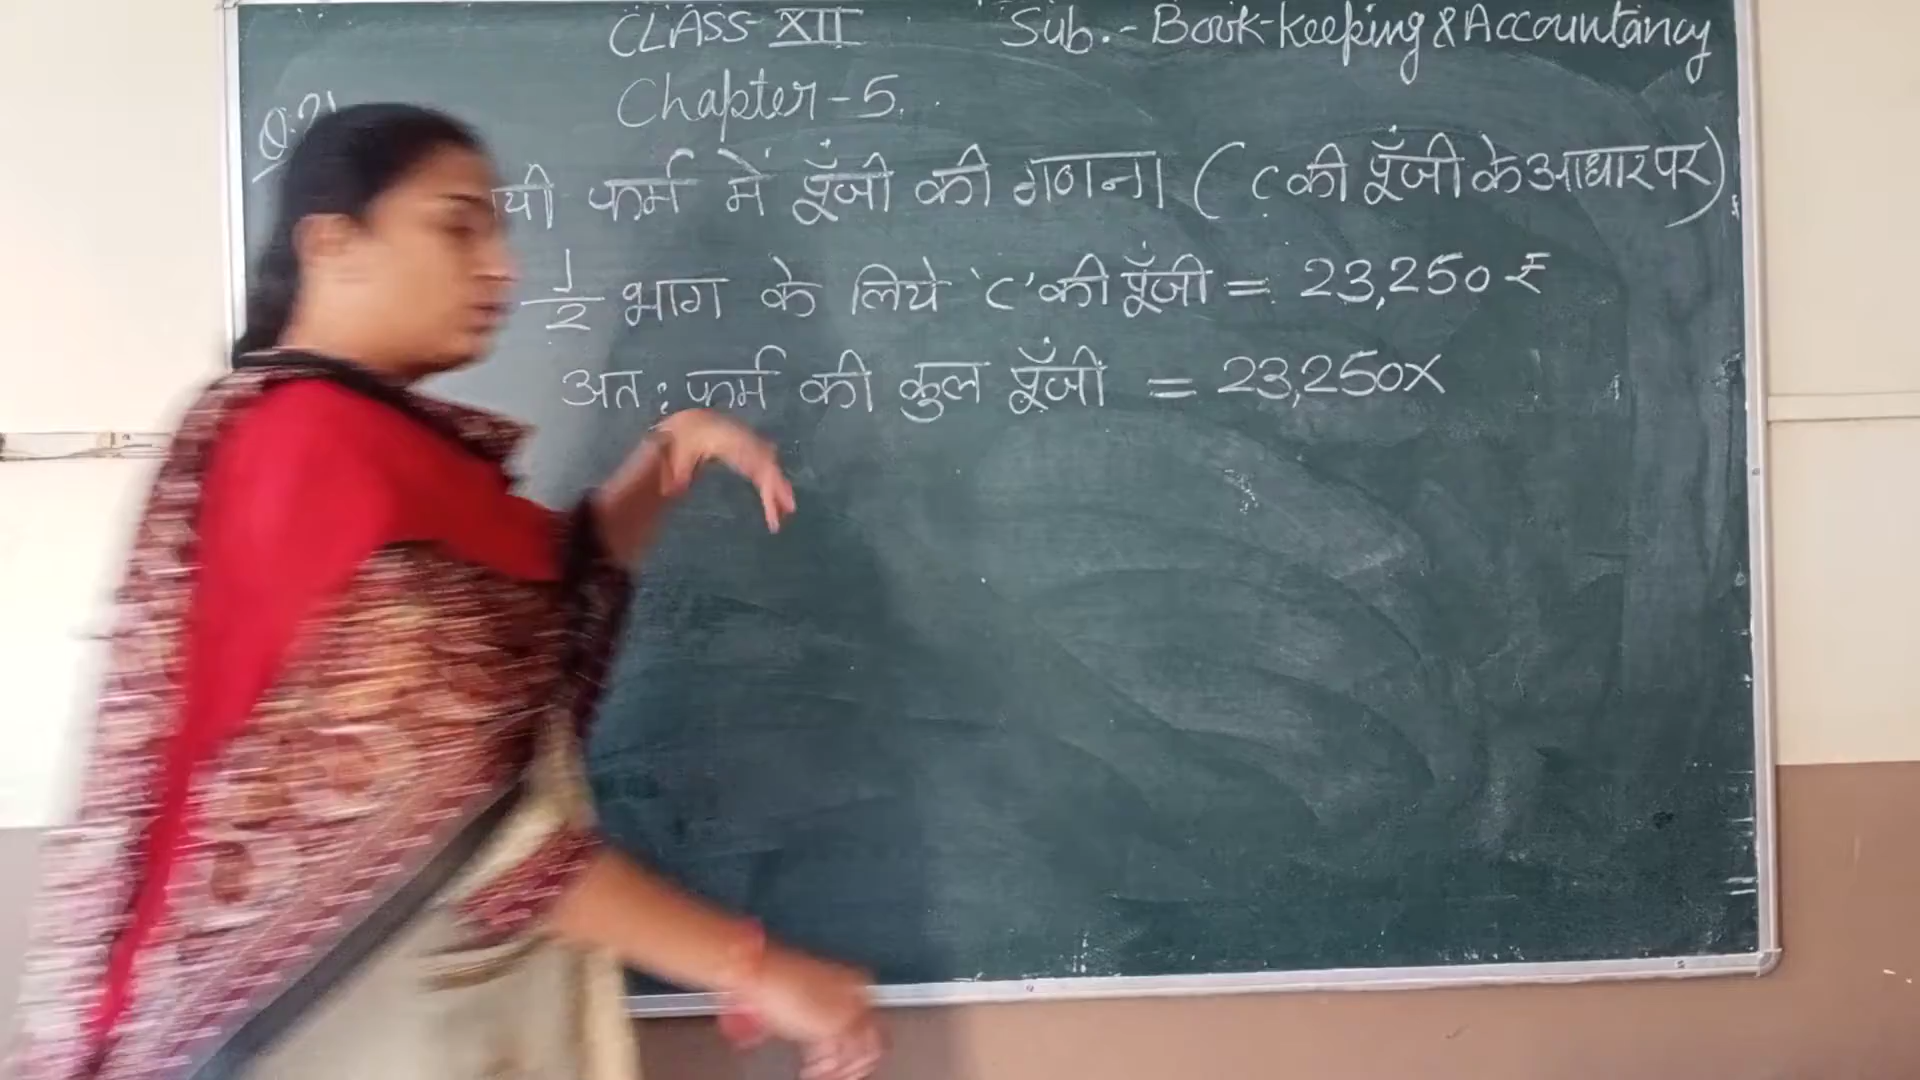 CLASS-XII Sub.- Book-keeping & Accountancy
Chapter-5.
फर्म में पूँजी की गणना ( C की पूँजी के आधार पर)
1/2 भाग के लिये 'C' की पूँजी = 23,250 ₹
अतः फर्म की कुल पूँजी = 23,250x